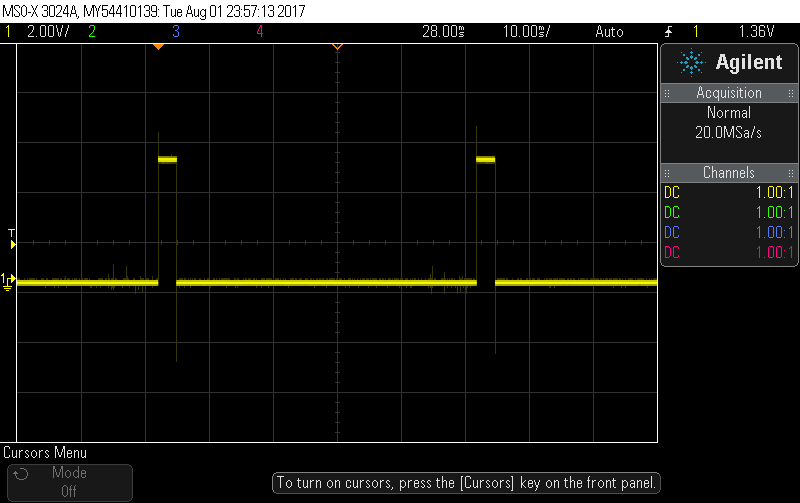 MSO-X 3024A, MY54410139: Tue Aug 01 23:57:13 2017
1 2.00V/ 2 3 4 28.00ms 10.00ms/ Auto 1 1.36V
Agilent
Acquisition
Normal
20.0MSa/s
Channels
DC 1.00:1
DC 1.00:1
DC 1.00:1
DC 1.00:1
T
1
Cursors Menu
Mode
Off
To turn on cursors, press the [Cursors] key on the front panel.